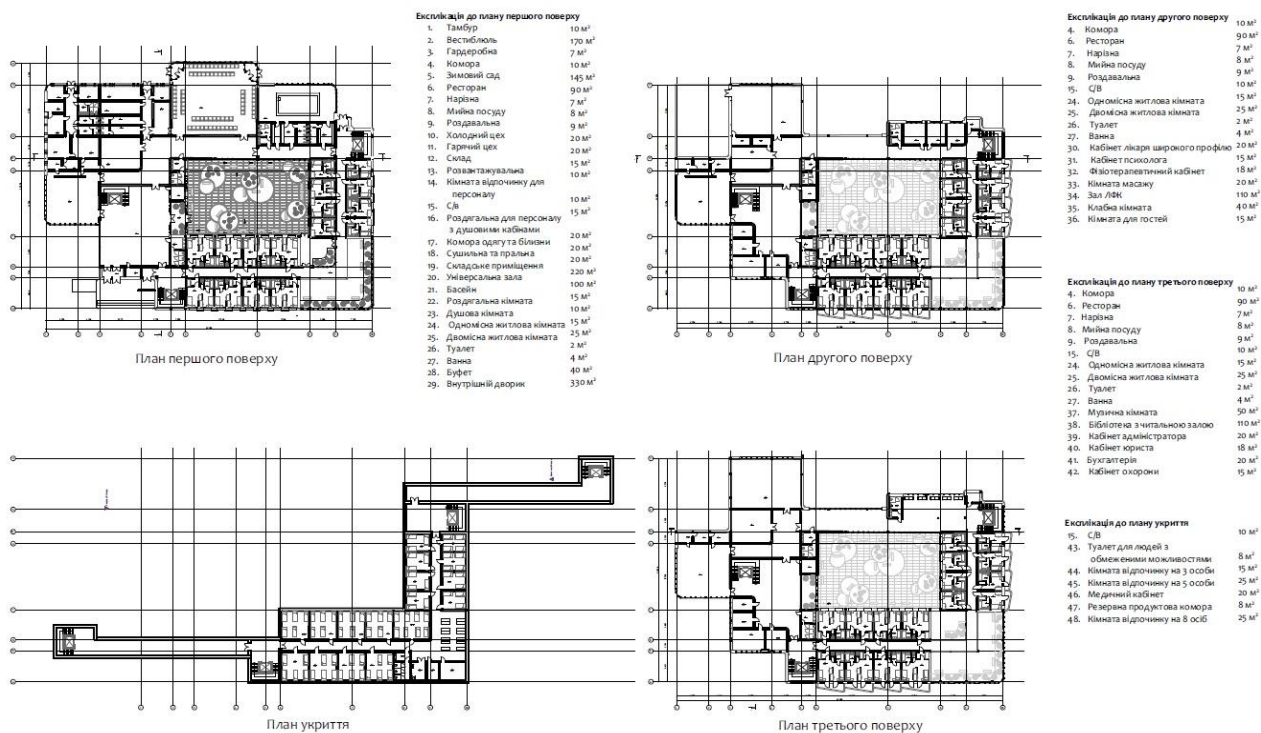 Експлікація до плану першого поверху
1. Тамбур 10 м²
2. Вестиблюль 170 м²
3. Гардеробна 7 м²
4. Комора 10 м²
5. Зимовий сад 145 м²
6. Ресторан 90 м²
7. Нарізна 7 м²
8. Мийна посуду 8 м²
9. Роздавальна 9 м²
10. Холодний цех 20 м²
11. Гарячий цех 20 м²
12. Склад 15 м²
13. Розвантажувальна 10 м²
14. Кімната відпочинку для
персоналу 10 м²
15. С/в 15 м²
16. Роздягальна для персоналу
з душовими кабінами 20 м²
17. Комора одягу та білизни 20 м²
18. Сушильна та пральна 20 м²
19. Складське приміщення 220 м²
20. Універсальна зала 100 м²
21. Басейн 15 м²
22. Роздягальна кімната 10 м²
23. Душова кімната 15 м²
24. Одномісна житлова кімната 25 м²
25. Двомісна житлова кімната 2 м²
26. Туалет 4 м²
27. Ванна 40 м²
28. Буфет 330 м²
29. Внутрішній дворик
План першого поверху
Експлікація до плану другого поверху
4. Комора 10 м²
6. Ресторан 90 м²
7. Нарізна 7 м²
8. Мийна посуду 8 м²
9. Роздавальна 9 м²
15. С/В 10 м²
24. Одномісна житлова кімната 15 м²
25. Двомісна житлова кімната 25 м²
26. Туалет 2 м²
27. Ванна 4 м²
30. Кабінет лікаря широкого профілю 20 м²
31. Кабінет психолога 15 м²
32. Фізіотерапевтичний кабінет 18 м²
33. Кімната масажу 20 м²
34. Зал ЛФК 110 м²
35. Клабна кімната 40 м²
36. Кімната для гостей 15 м²
План другого поверху
Експлікація до плану третього поверху
4. Комора 10 м²
6. Ресторан 90 м²
7. Нарізна 7 м²
8. Мийна посуду 8 м²
9. Роздавальна 9 м²
15. С/В 10 м²
24. Одномісна житлова кімната 15 м²
25. Двомісна житлова кімната 25 м²
26. Туалет 2 м²
27. Ванна 4 м²
37. Музична кімната 50 м²
38. Бібліотека з читальною залою 110 м²
39. Кабінет адміністратора 20 м²
40. Кабінет юриста 18 м²
41. Бухгалтерія 20 м²
42. Кабінет охорони 15 м²
План укриття
План третього поверху
Експлікація до плану укриття
15. С/В 10 м²
43. Туалет для людей з
обмеженими можливостями 8 м²
44. Кімната відпочинку на 3 особи 15 м²
45. Кімната відпочинку на 5 особи 25 м²
46. Медичний кабінет 20 м²
47. Резервна продуктова комора 8 м²
48. Кімната відпочинку на 8 осіб 25 м²